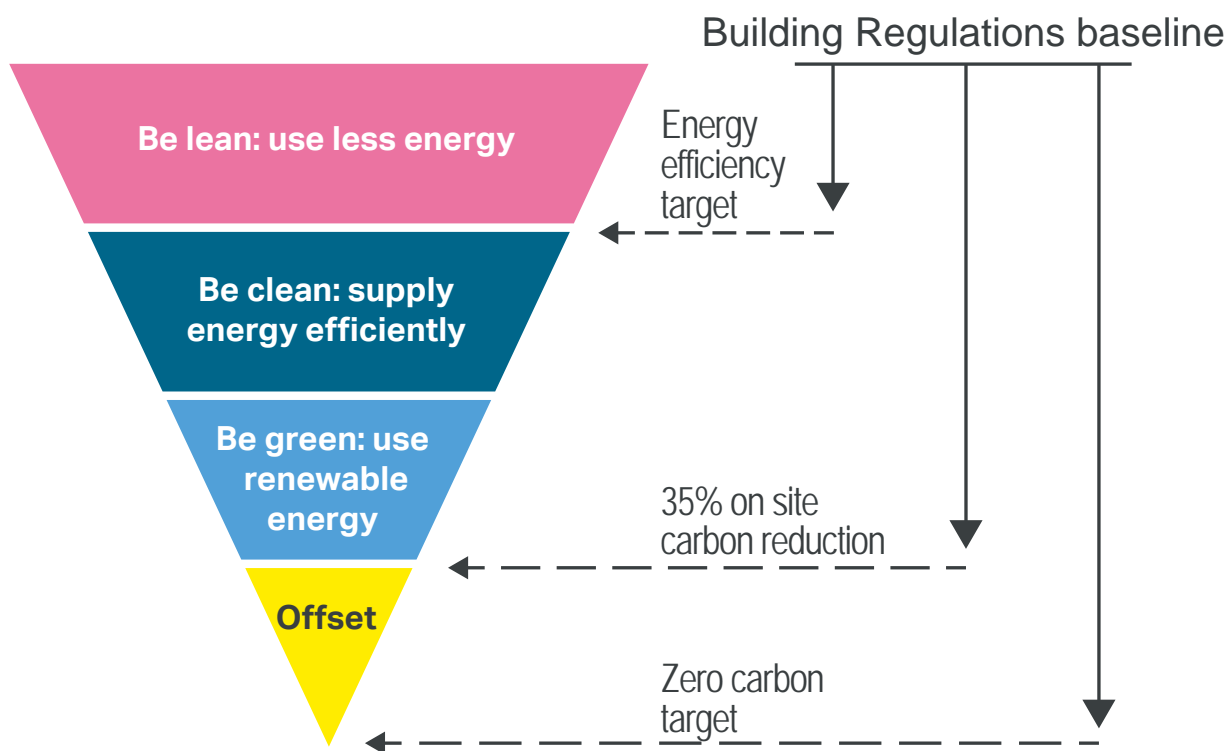 Building Regulations baseline
Be lean: use less energy
Energy
efficiency
target
Be clean: supply
energy efficiently
Be green: use
renewable
energy
35% on site
carbon reduction
Offset
Zero carbon
target